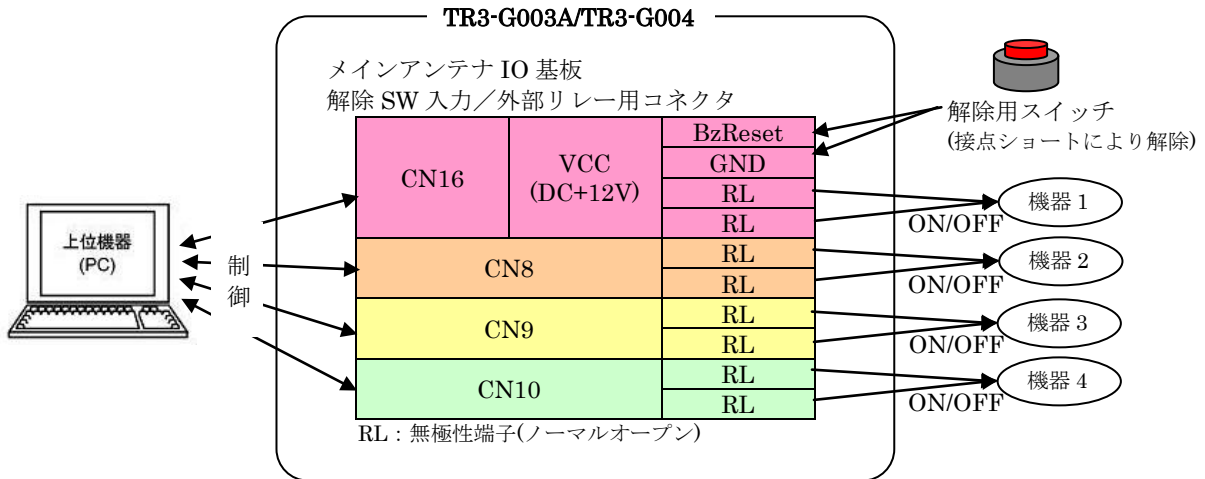 TR3-G003A/TR3-G004
メインアンテナ IO 基板
解除 SW 入力／外部リレー用コネクタ
解除用スイッチ
(接点ショートにより解除)
上位機器
(PC)
制
御
CN16
VCC
(DC+12V)
BzReset
GND
RL
RL
ON/OFF
機器 1
CN8
RL
RL
ON/OFF
機器 2
CN9
RL
RL
ON/OFF
機器 3
CN10
RL
RL
ON/OFF
機器 4
RL：無極性端子(ノーマルオープン)